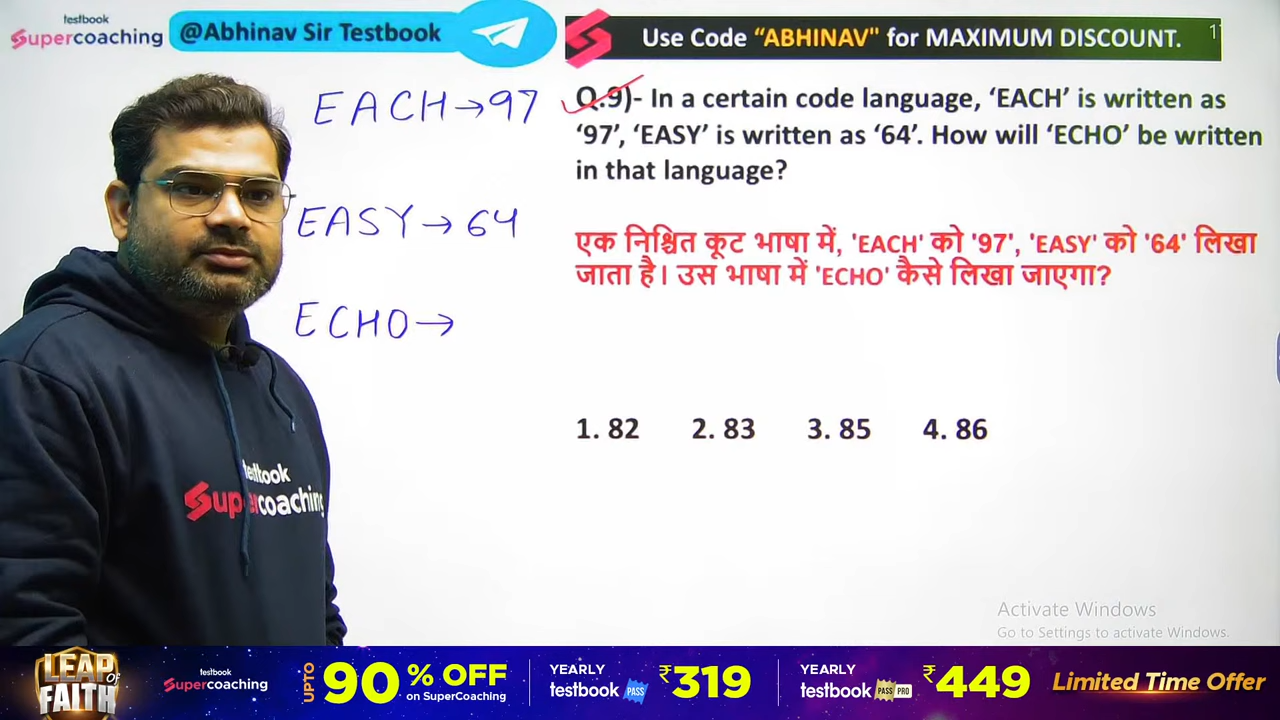 testbook
Supercoaching
@Abhinav Sir Testbook
Use Code “ABHINAV" for MAXIMUM DISCOUNT.
EACH→97
EASY→64
ECHO→
Q.9)- In a certain code language, ‘EACH’ is written as
‘97’, ‘EASY’ is written as ‘64’. How will ‘ECHO’ be written
in that language?
एक निश्चित कूट भाषा में, 'EACH' को '97', 'EASY' को '64' लिखा
जाता है। उस भाषा में 'ECHO' कैसे लिखा जाएगा?
1. 82 2. 83 3. 85 4. 86
testbook
Supercoaching
Activate Windows
Go to Settings to activate Windows.
LEAP OF FAITH
testbook
Supercoaching
UPTO 90% OFF
on SuperCoaching
YEARLY
testbook PASS
₹319
YEARLY
testbook PASS PRO
₹449
Limited Time Offer